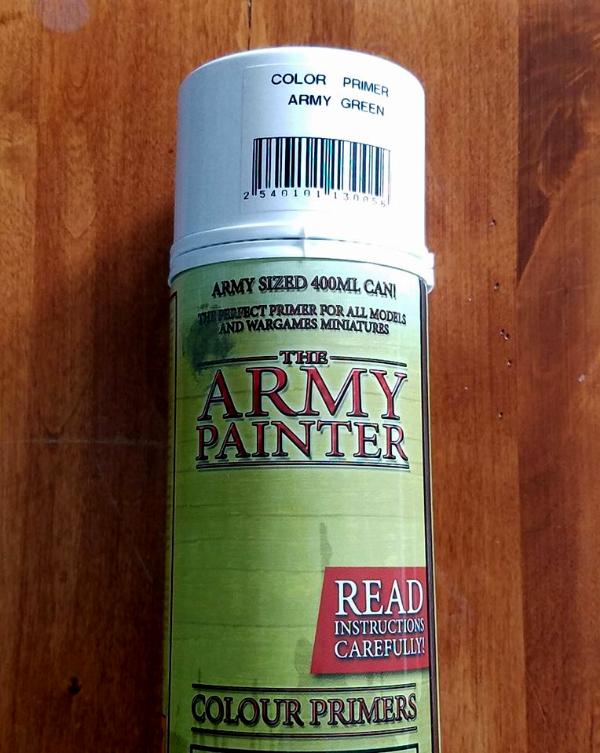 COLOR PRIMER
ARMY GREEN
2 540101 130056
ARMY SIZED 400ML CAN!
THE PERFECT PRIMER FOR ALL MODELS
AND WARGAMES MINIATURES
THE
ARMY
PAINTER
READ
INSTRUCTIONS
CAREFULLY!
COLOUR PRIMERS